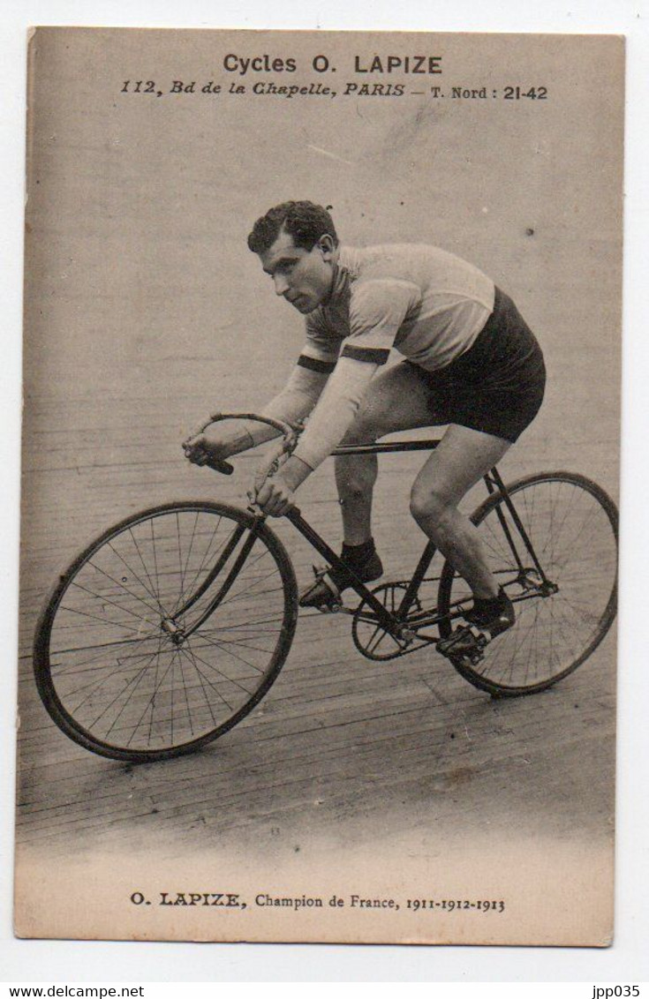 Cycles O. LAPIZE
112, Bd de la Chapelle, PARIS — T. Nord : 21-42
O. LAPIZE, Champion de France, 1911-1912-1913
www.delcampe.net
jpp035